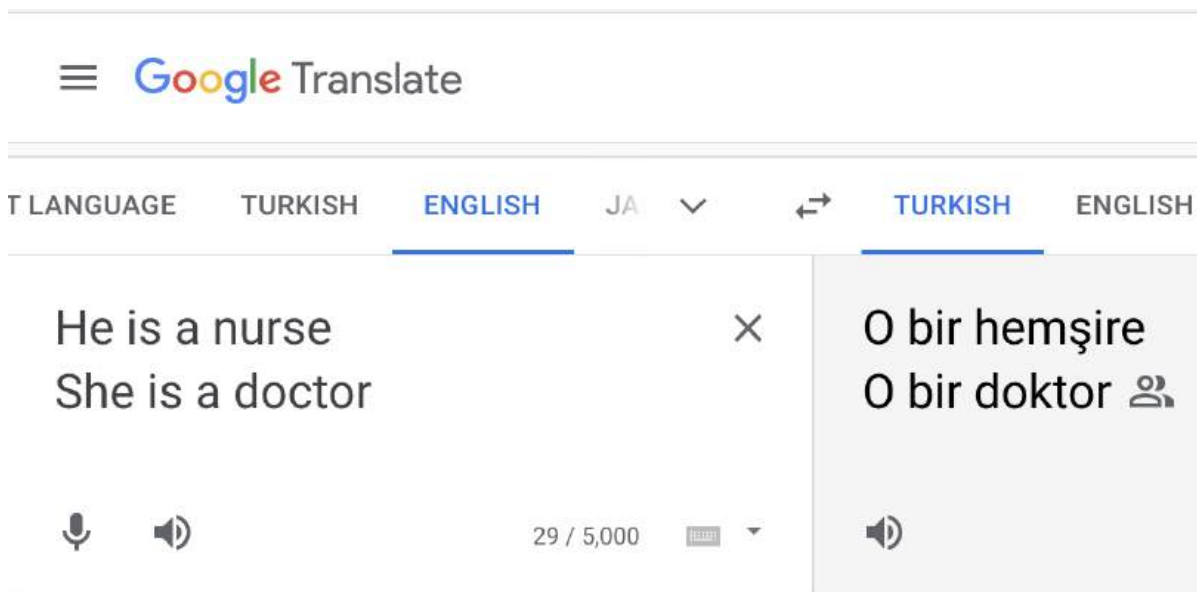 Google Translate
T LANGUAGE TURKISH ENGLISH JA TURKISH ENGLISH
He is a nurse
She is a doctor
29 / 5,000
O bir hemşire
O bir doktor